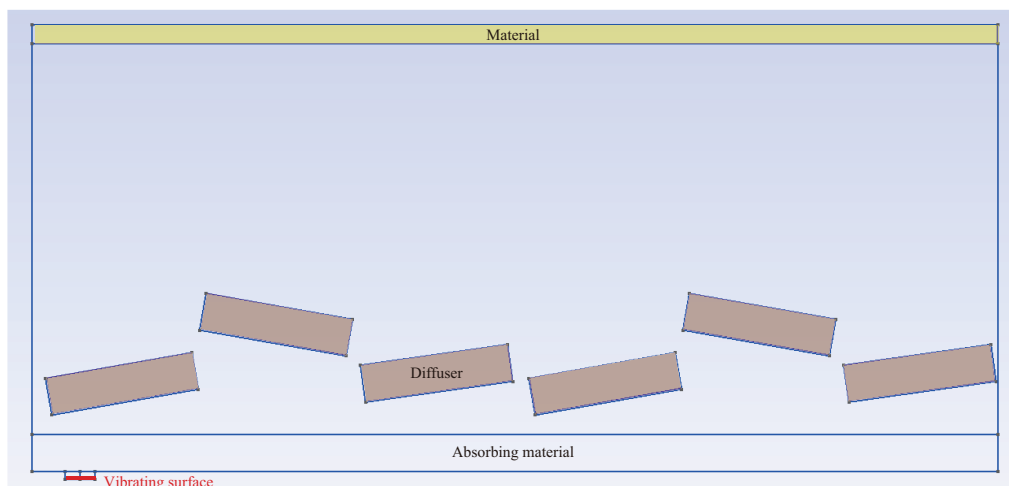 Material
Diffuser
Absorbing material
Vibrating surface